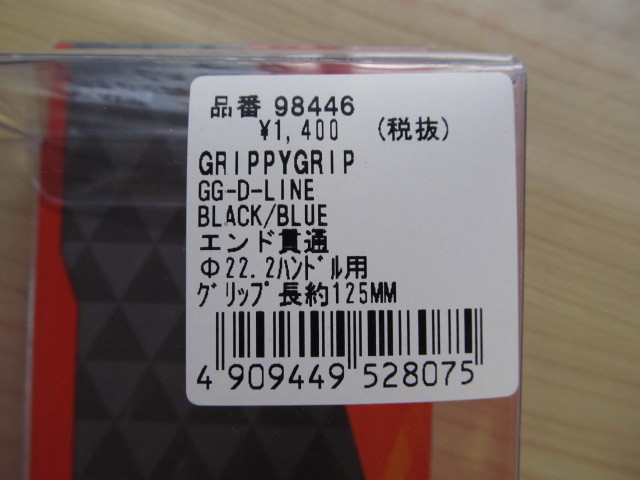 品番 98446
¥1,400 (税抜)
GRIPPYGRIP
GG-D-LINE
BLACK/BLUE
エンド貫通
Φ22.2ﾊﾝﾄﾞﾙ用
ｸﾞﾘｯﾌﾟ長約125MM
4 909449 528075